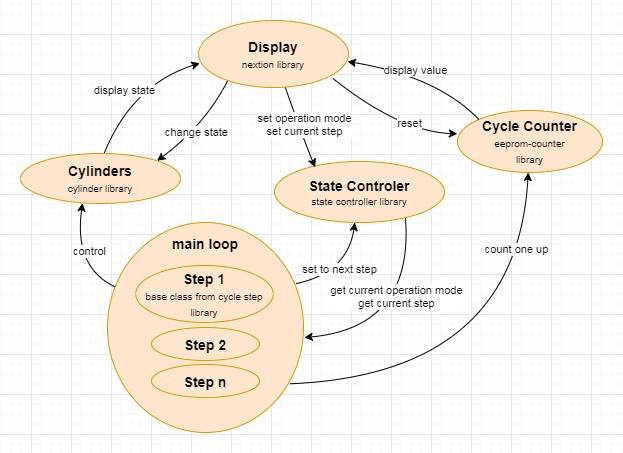 Display
nextion library
display value
display state
set operation mode
set current step
reset
change state
Cycle Counter
eeprom-counter
library
Cylinders
cylinder library
State Controler
state controller library
main loop
control
count one up
set to next step
Step 1
base class from cycle step
library
get current operation mode
get current step
Step 2
Step n